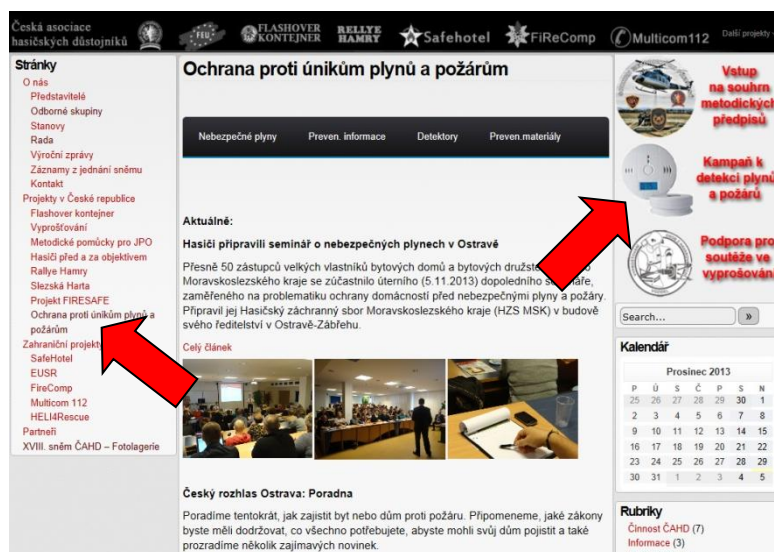 Česká asociace
hasičských důstojníků
FEU
FLASHOVER
KONTEJNER
RELLYE
HAMRY
Safehotel
FiReComp
Multicom112
Další projekty
Stránky
O nás
Představitelé
Odborné skupiny
Stanovy
Rada
Výroční zprávy
Záznamy z jednání sněmu
Kontakt
Projekty v České republice
Flashover kontejner
Vyprošťování
Metodické pomůcky pro JPO
Hasiči před a za objektivem
Rallye Hamry
Slezská Harta
Projekt FIRESAFE
Ochrana proti únikům plynů a
požárům
Zahraniční projekty
SafeHotel
EUSR
FireComp
Multicom 112
HELI4Rescue
Partneři
XVIII. sněm ČAHD – Fotolagerie
Ochrana proti únikům plynů a požárům
Nebezpečné plyny Preven. informace Detektory Preven.materiály
Aktuálně:
Hasiči připravili seminář o nebezpečných plynech v Ostravě
Přesně 50 zástupců velkých vlastníků bytových domů a bytových
Moravskoslezského kraje se zúčastnilo úterního (5.11.2013) dopoledního
zaměřeného na problematiku ochrany domácností před nebezpečnými plyny a požáry.
Připravil jej Hasičský záchranný sbor Moravskoslezského kraje (HZS MSK) v budově
svého ředitelství v Ostravě-Zábřehu.
Celý článek
Český rozhlas Ostrava: Poradna
Poradíme tentokrát, jak zajistit byt nebo dům proti požáru. Připomeneme, jaké zákony
byste měli dodržovat, co všechno potřebujete, abyste mohli svůj dům pojistit a také
prozradíme několik zajímavých novinek.
Vstup
na souhrn
metodických
předpisů
Kampaň k
detekci plynů
a požárů
Podpora pro
soutěže ve
vyprošťování
Search... »
Kalendář
Prosinec 2013
P Ú S Č P S N
25 26 27 28 29 30 1
2 3 4 5 6 7 8
9 10 11 12 13 14 15
16 17 18 19 20 21 22
23 24 25 26 27 28 29
30 31 1 2 3 4 5
Rubriky
Činnost ČAHD (7)
Informace (3)